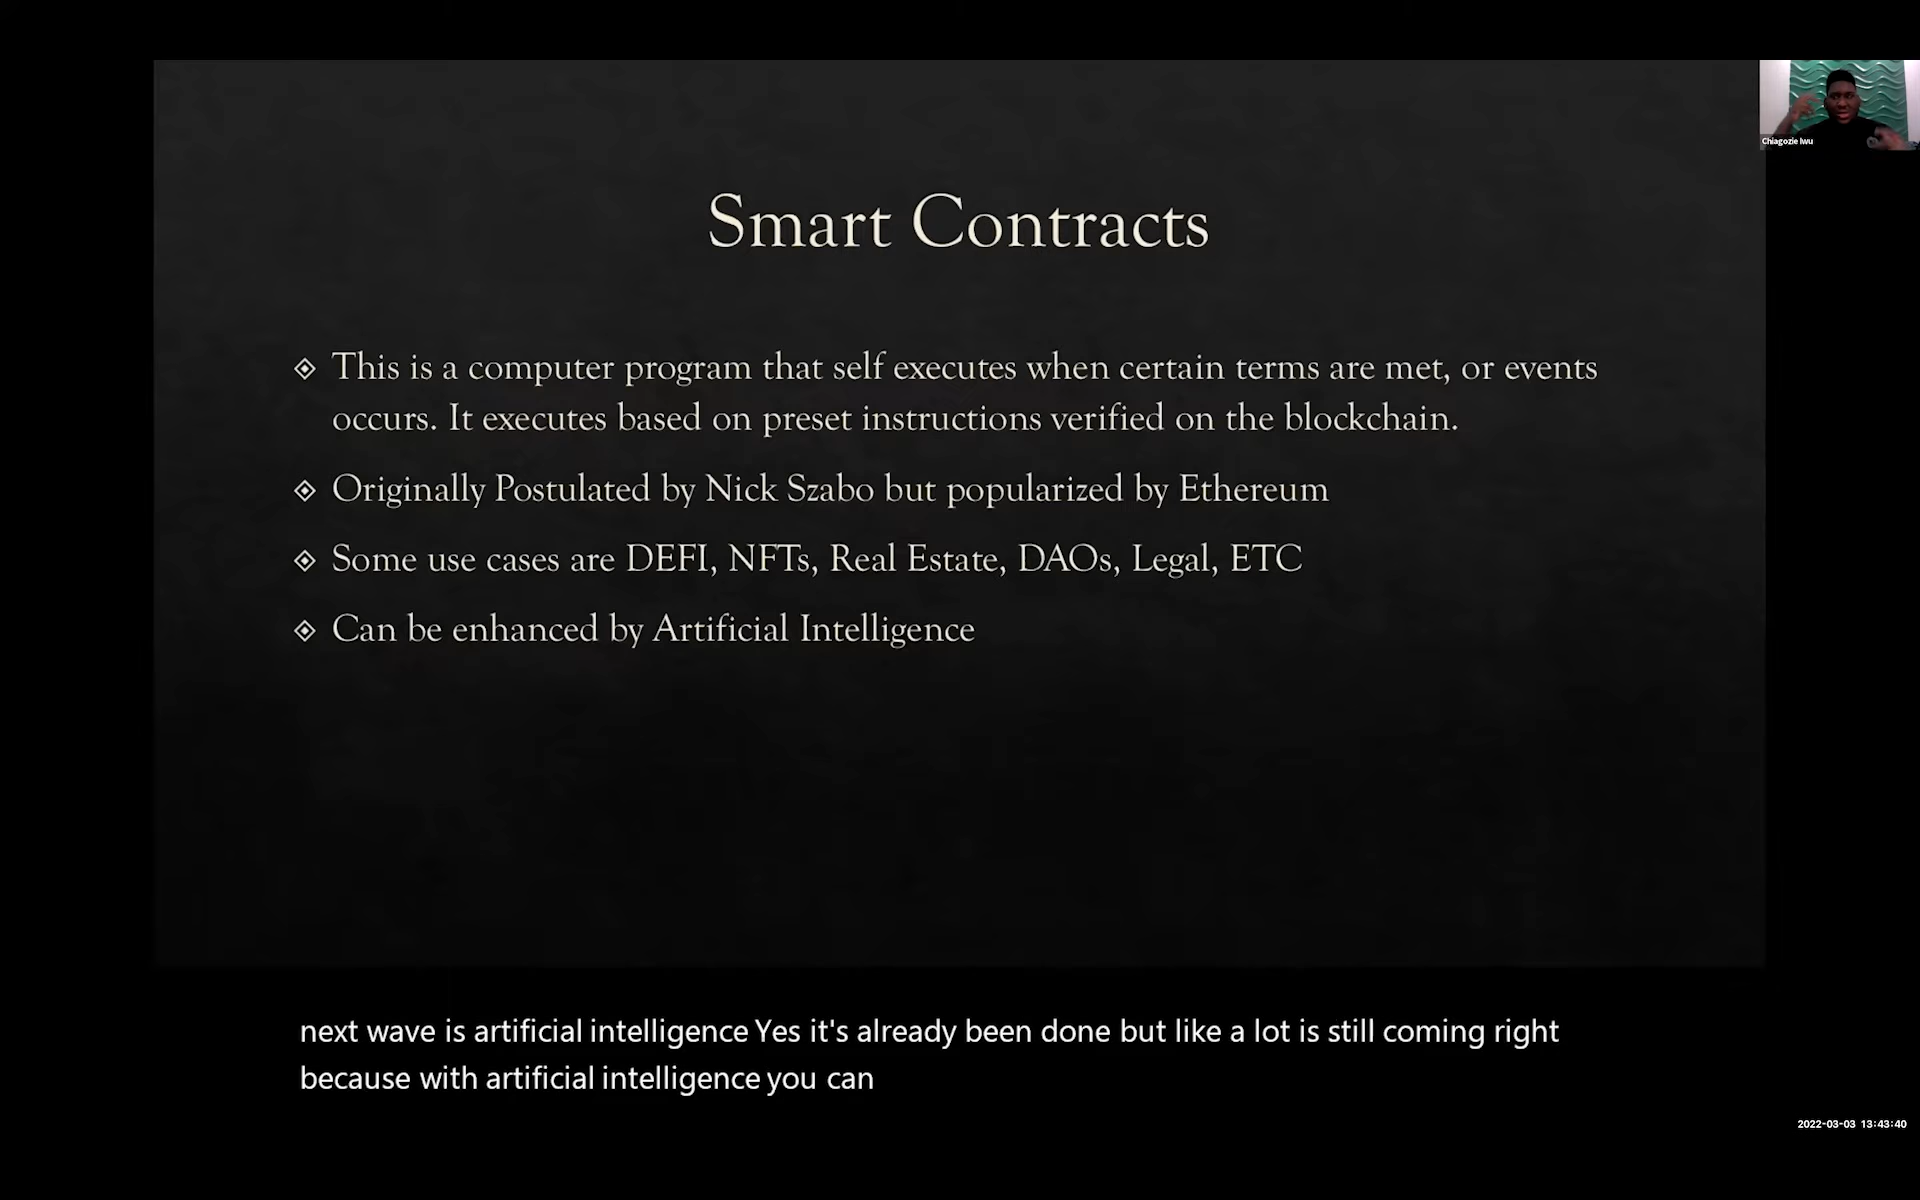 Chiagozie Iwu
Smart Contracts
This is a computer program that self executes when certain terms are met, or events
occurs. It executes based on preset instructions verified on the blockchain.
Originally Postulated by Nick Szabo but popularized by Ethereum
Some use cases are DEFI, NFTs, Real Estate, DAOs, Legal, ETC
Can be enhanced by Artificial Intelligence
next wave is artificial intelligence Yes it's already been done but like a lot is still coming right
because with artificial intelligence you can
2022-03-03 13:43:40